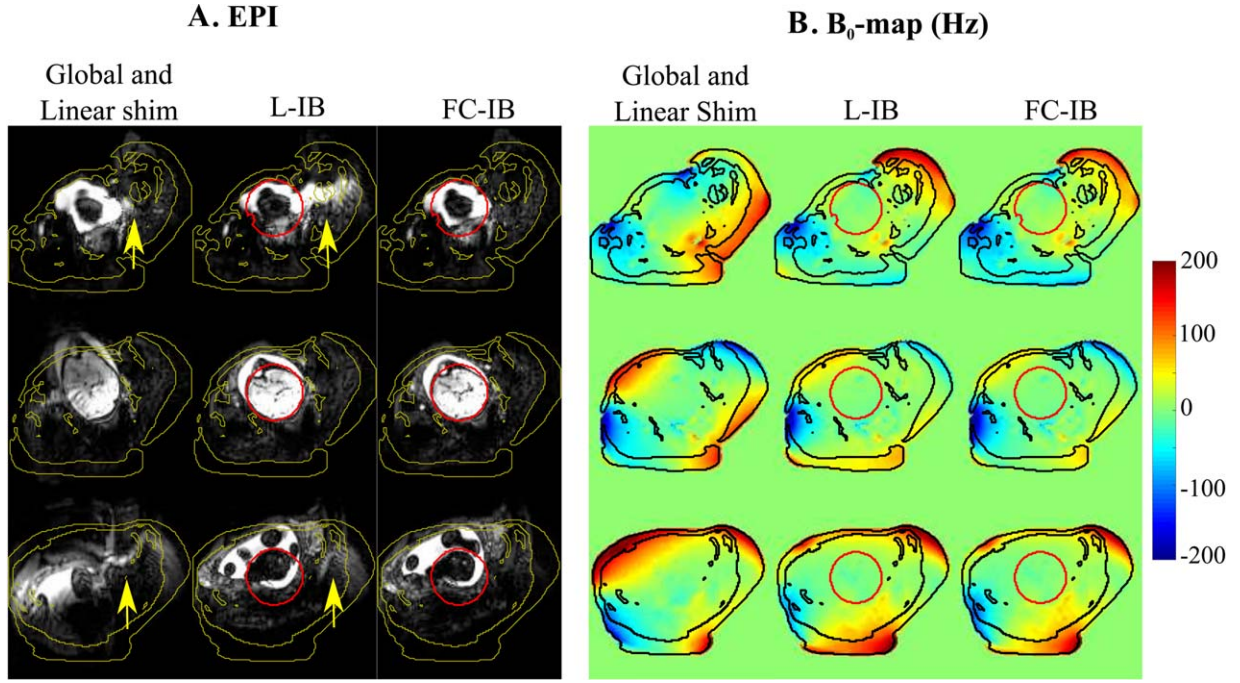 A. EPI
B. B₀-map (Hz)
Global and
Linear shim
L-IB
FC-IB
Global and
Linear Shim
L-IB
FC-IB
200
100
0
-100
-200